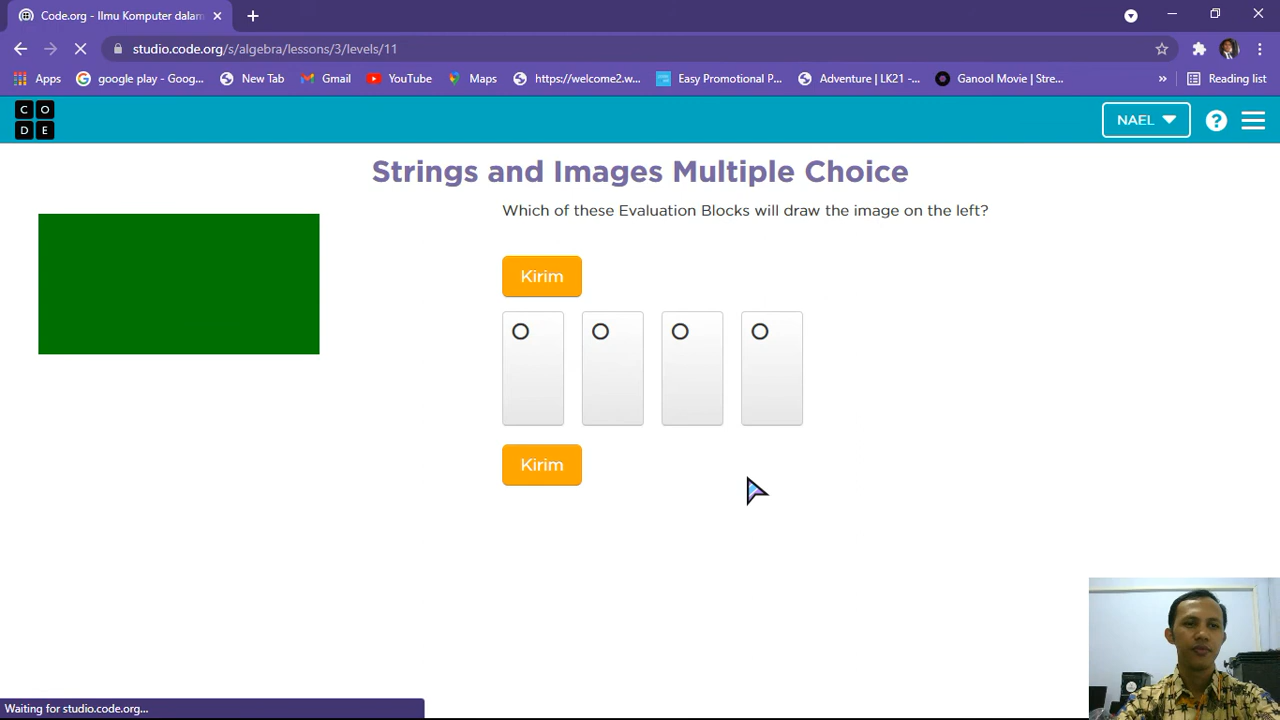 Code.org - Ilmu Komputer dalam
studio.code.org/s/algebra/lessons/3/levels/11
Apps
google play - Goog...
New Tab
Gmail
YouTube
Maps
https://welcome2.w...
Easy Promotional P...
Adventure | LK21 -...
Ganool Movie | Stre...
»
Reading list
C O
D E
NAEL
?
Strings and Images Multiple Choice
Which of these Evaluation Blocks will draw the image on the left?
Kirim
Kirim
Waiting for studio.code.org...